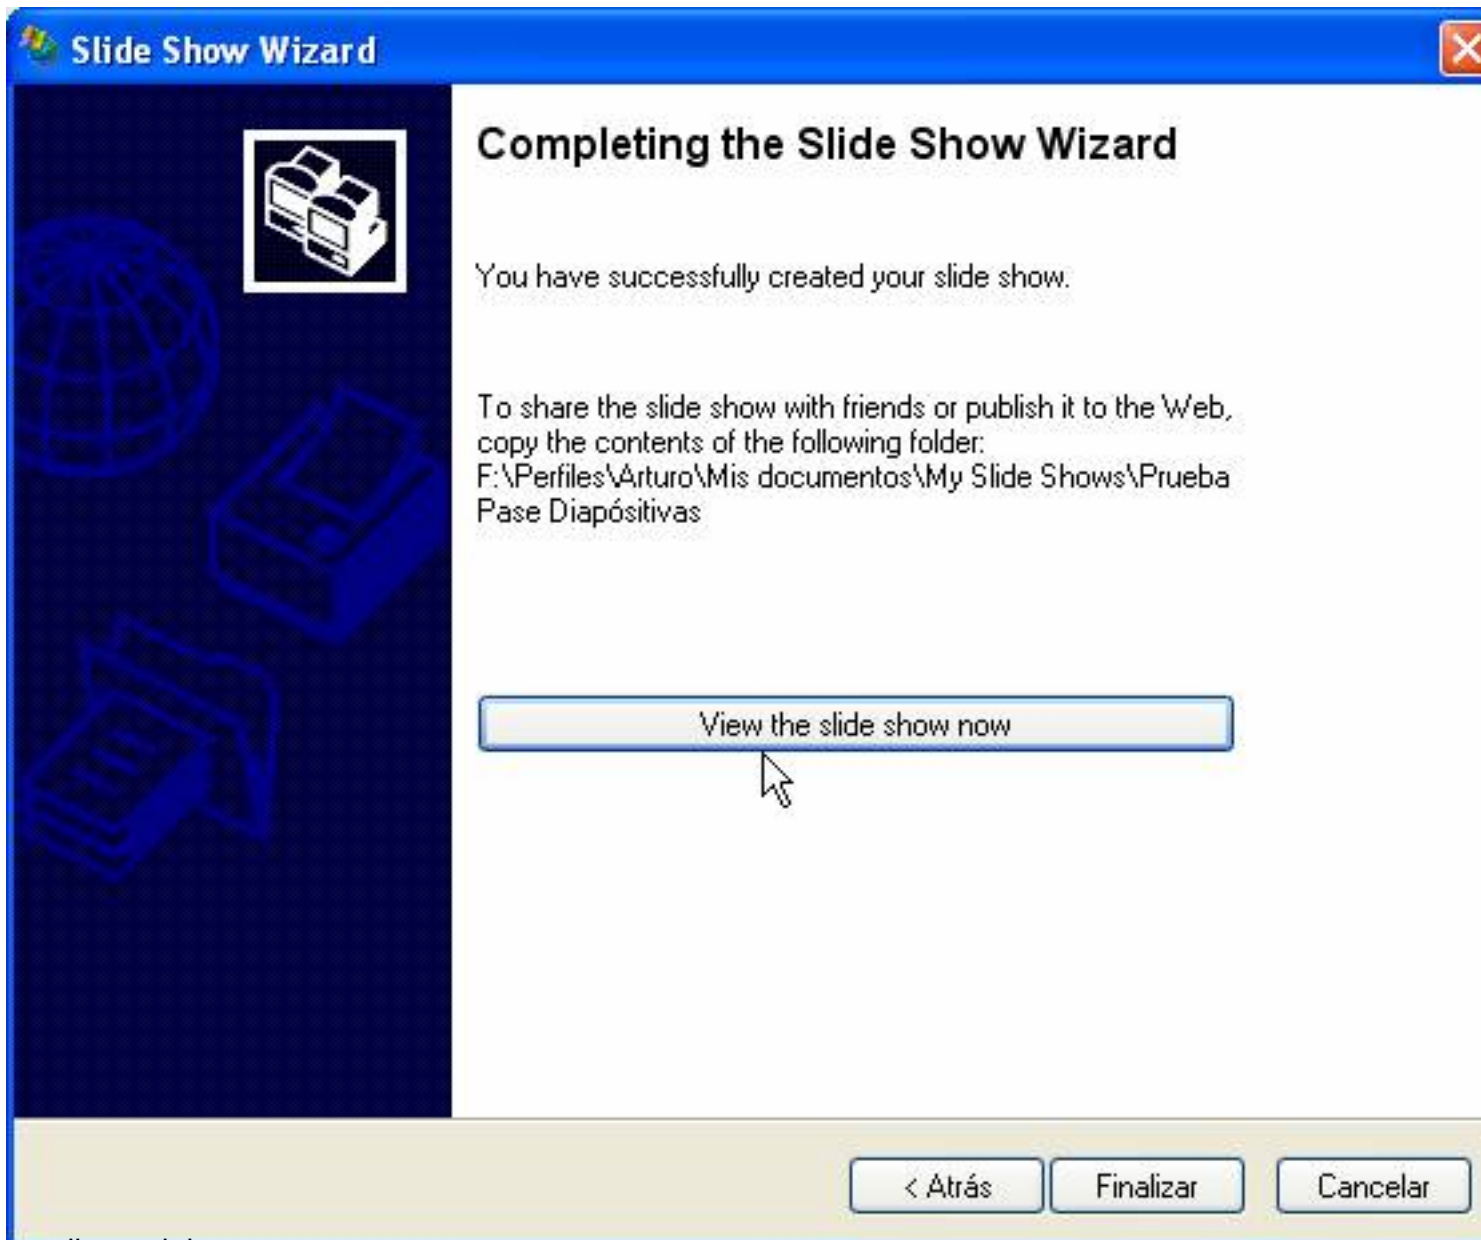 Slide Show Wizard
Completing the Slide Show Wizard
You have successfully created your slide show.
To share the slide show with friends or publish it to the Web,
copy the contents of the following folder:
F:\Perfiles\Arturo\Mis documentos\My Slide Shows\Prueba
Pase Diapósitivas
View the slide show now
< Atrás
Finalizar
Cancelar